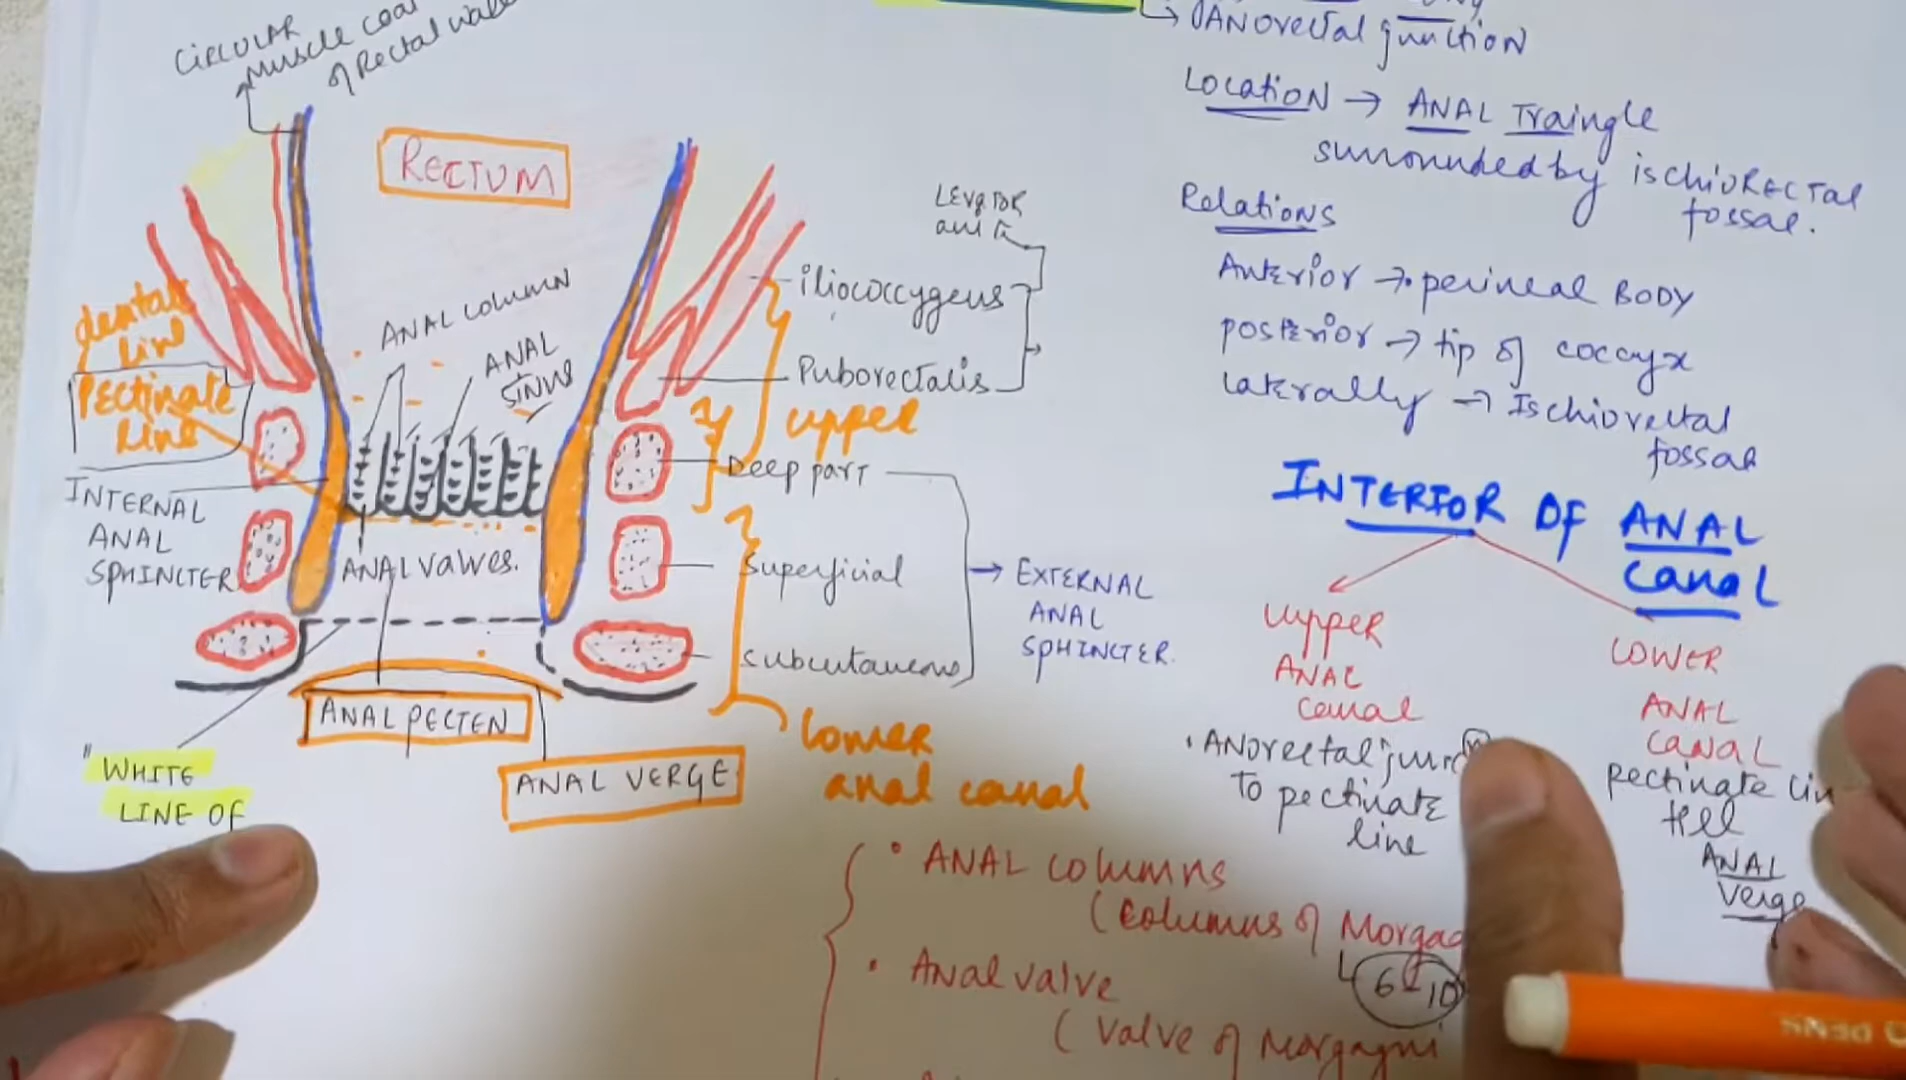 CIRCULAR
Muscle coat
of Rectal wall
RECTUM
dentate
line
Pectinate
Line
ANAL COLUMN
ANAL
SINUS
INTERNAL
ANAL
SPHINCTER
ANAL VALVES.
ANAL PECTEN
ANAL VERGE
"WHITE
LINE OF
LEVATOR
ani
iliococcygeus
Puborectalis
upper
Deep part
Superficial
subcutaneous
EXTERNAL
ANAL
SPHINCTER.
lower
anal canal
ANorectal junction
Location → ANAL Traingle
surrounded by ischioRECTAL
fossae.
Relations
Anterior → perineal BODY
posterior → tip of coccyx
laterally → Ischiorectal
fossae
INTERIOR OF ANAL
canal
upper
ANAL
canal
• ANorectal
To pectinate
line
LOWER
ANAL
CANAL
pectinate
till
ANAL
Verge
• ANAL columns
(columns of
6-10
• Anal valve
(valve of Morgagni
DENK